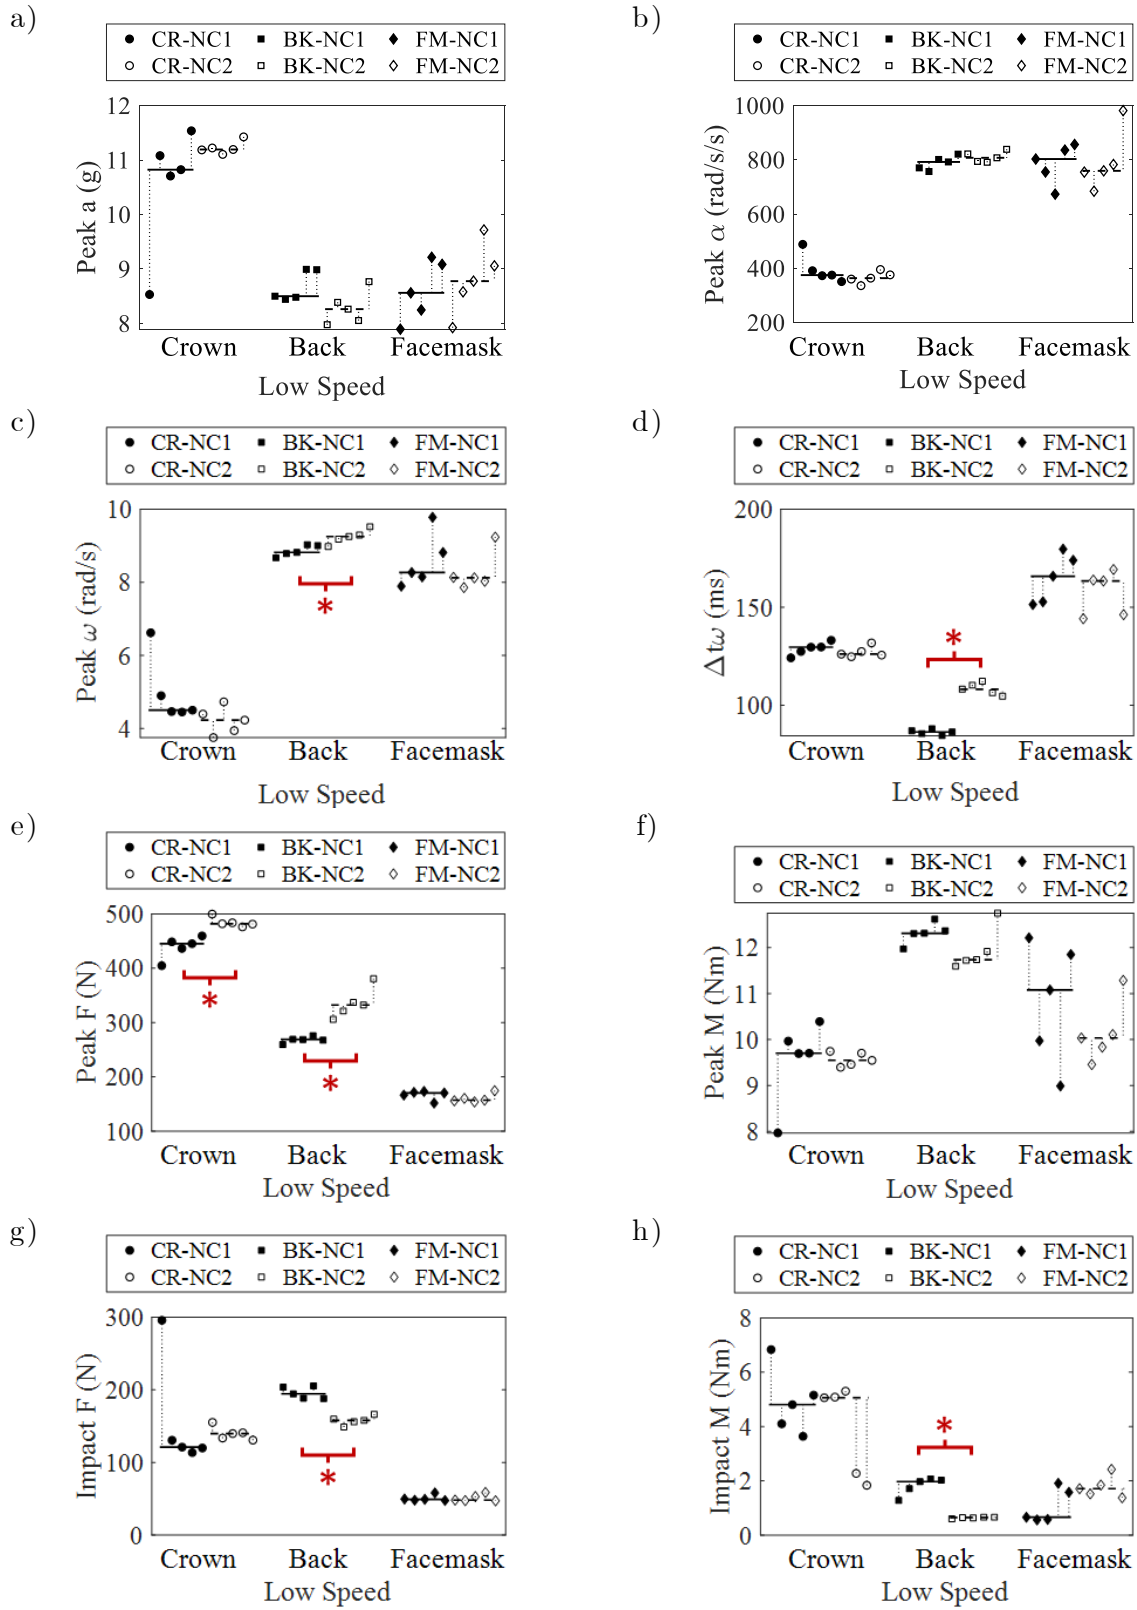 a)
CR-NC1 BK-NC1 FM-NC1
CR-NC2 BK-NC2 FM-NC2
Peak a (g)
12
11
10
9
8
Crown Back Facemask
Low Speed
b)
CR-NC1 BK-NC1 FM-NC1
CR-NC2 BK-NC2 FM-NC2
Peak α (rad/s/s)
1000
800
600
400
200
Crown Back Facemask
Low Speed
c)
CR-NC1 BK-NC1 FM-NC1
CR-NC2 BK-NC2 FM-NC2
Peak ω (rad/s)
10
8
6
4
*
Crown Back Facemask
Low Speed
d)
CR-NC1 BK-NC1 FM-NC1
CR-NC2 BK-NC2 FM-NC2
Δtω (ms)
200
150
100
*
Crown Back Facemask
Low Speed
e)
CR-NC1 BK-NC1 FM-NC1
CR-NC2 BK-NC2 FM-NC2
Peak F (N)
500
400
300
200
100
*
*
Crown Back Facemask
Low Speed
f)
CR-NC1 BK-NC1 FM-NC1
CR-NC2 BK-NC2 FM-NC2
Peak M (Nm)
12
11
10
9
8
Crown Back Facemask
Low Speed
g)
CR-NC1 BK-NC1 FM-NC1
CR-NC2 BK-NC2 FM-NC2
Impact F (N)
300
200
100
0
*
Crown Back Facemask
Low Speed
h)
CR-NC1 BK-NC1 FM-NC1
CR-NC2 BK-NC2 FM-NC2
Impact M (Nm)
8
6
4
2
0
*
Crown Back Facemask
Low Speed